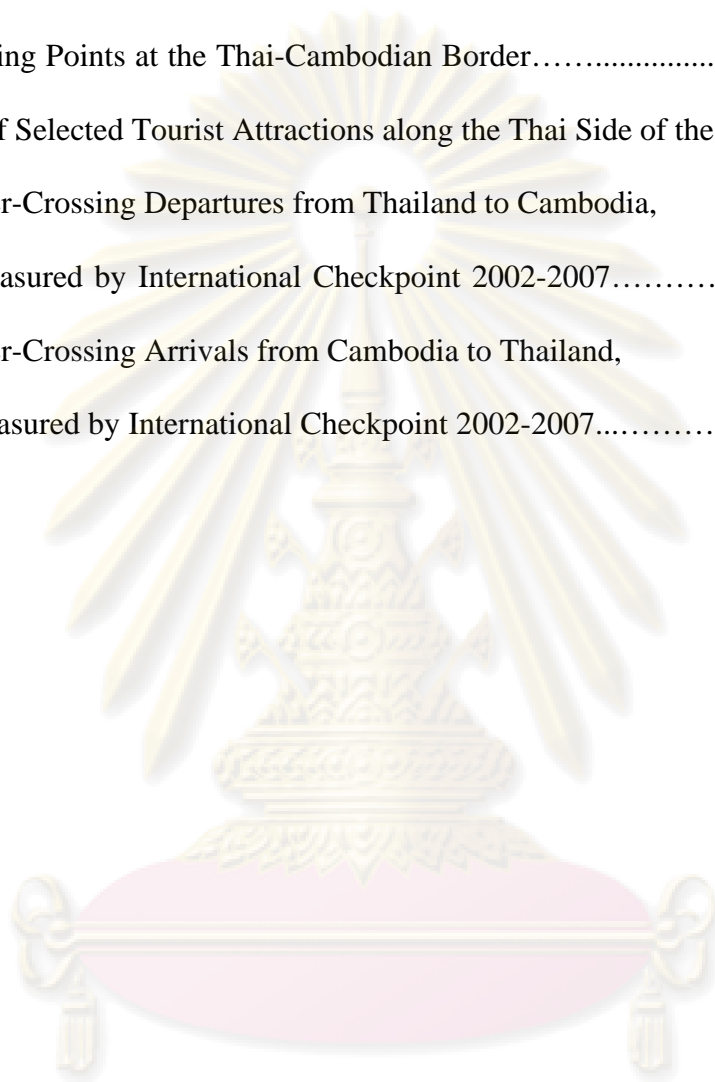 ing Points at the Thai-Cambodian Border……...............
f Selected Tourist Attractions along the Thai Side of the
r-Crossing Departures from Thailand to Cambodia,
asured by International Checkpoint 2002-2007……….
r-Crossing Arrivals from Cambodia to Thailand,
asured by International Checkpoint 2002-2007...………